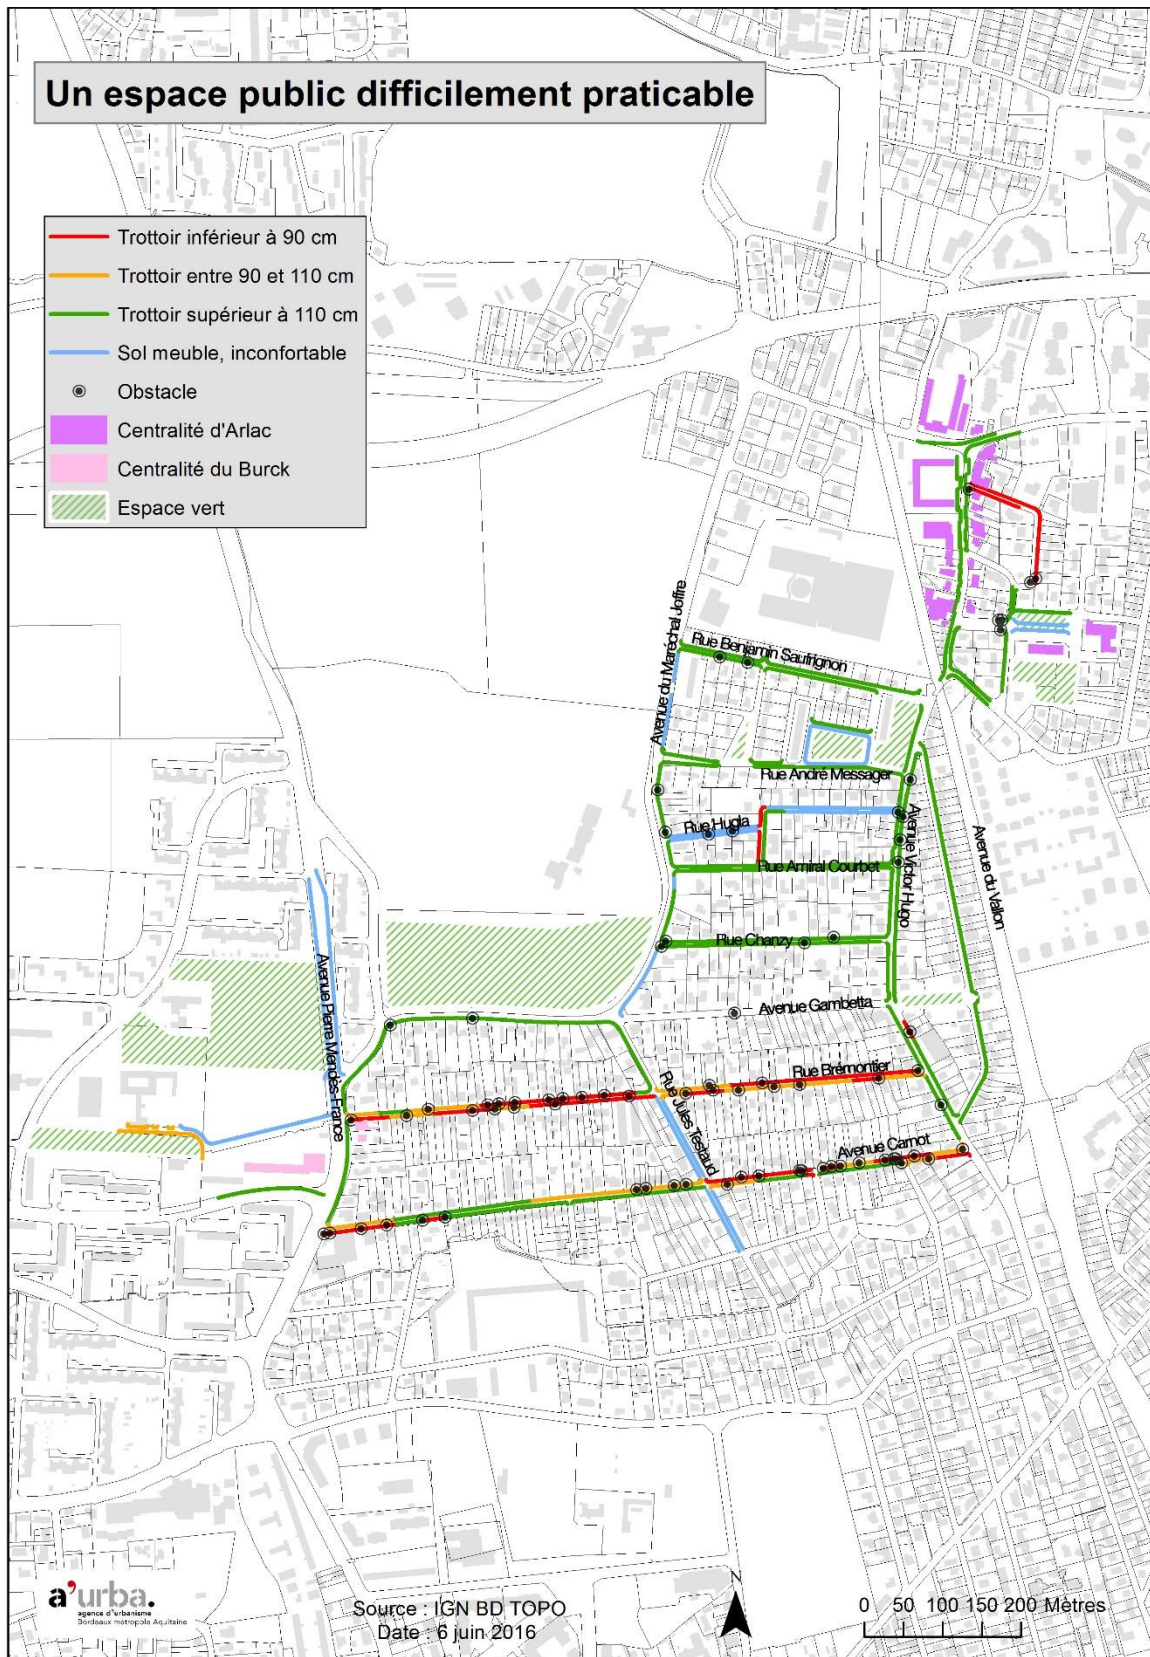 Un espace public difficilement praticable
Trottoir inférieur à 90 cm
Trottoir entre 90 et 110 cm
Trottoir supérieur à 110 cm
Sol meuble, inconfortable
Obstacle
Centralité d'Arlac
Centralité du Burck
Espace vert
Avenue du Maréchal Joffre
Rue Benjamin Saufrignon
Rue André Messager
Rue Hugla
Rue Amiral Courbet
Avenue Victor Hugo
Avenue du Vallon
Rue Chanzy
Avenue Gambetta
Avenue Pierre Mendès France
Rue Brémontier
Rue Jules Testaud
Avenue Carnot
a'urba.
agence d'urbanisme
Bordeaux métropole Aquitaine
Source : IGN BD TOPO
Date : 6 juin 2016
N
0 50 100 150 200 Mètres